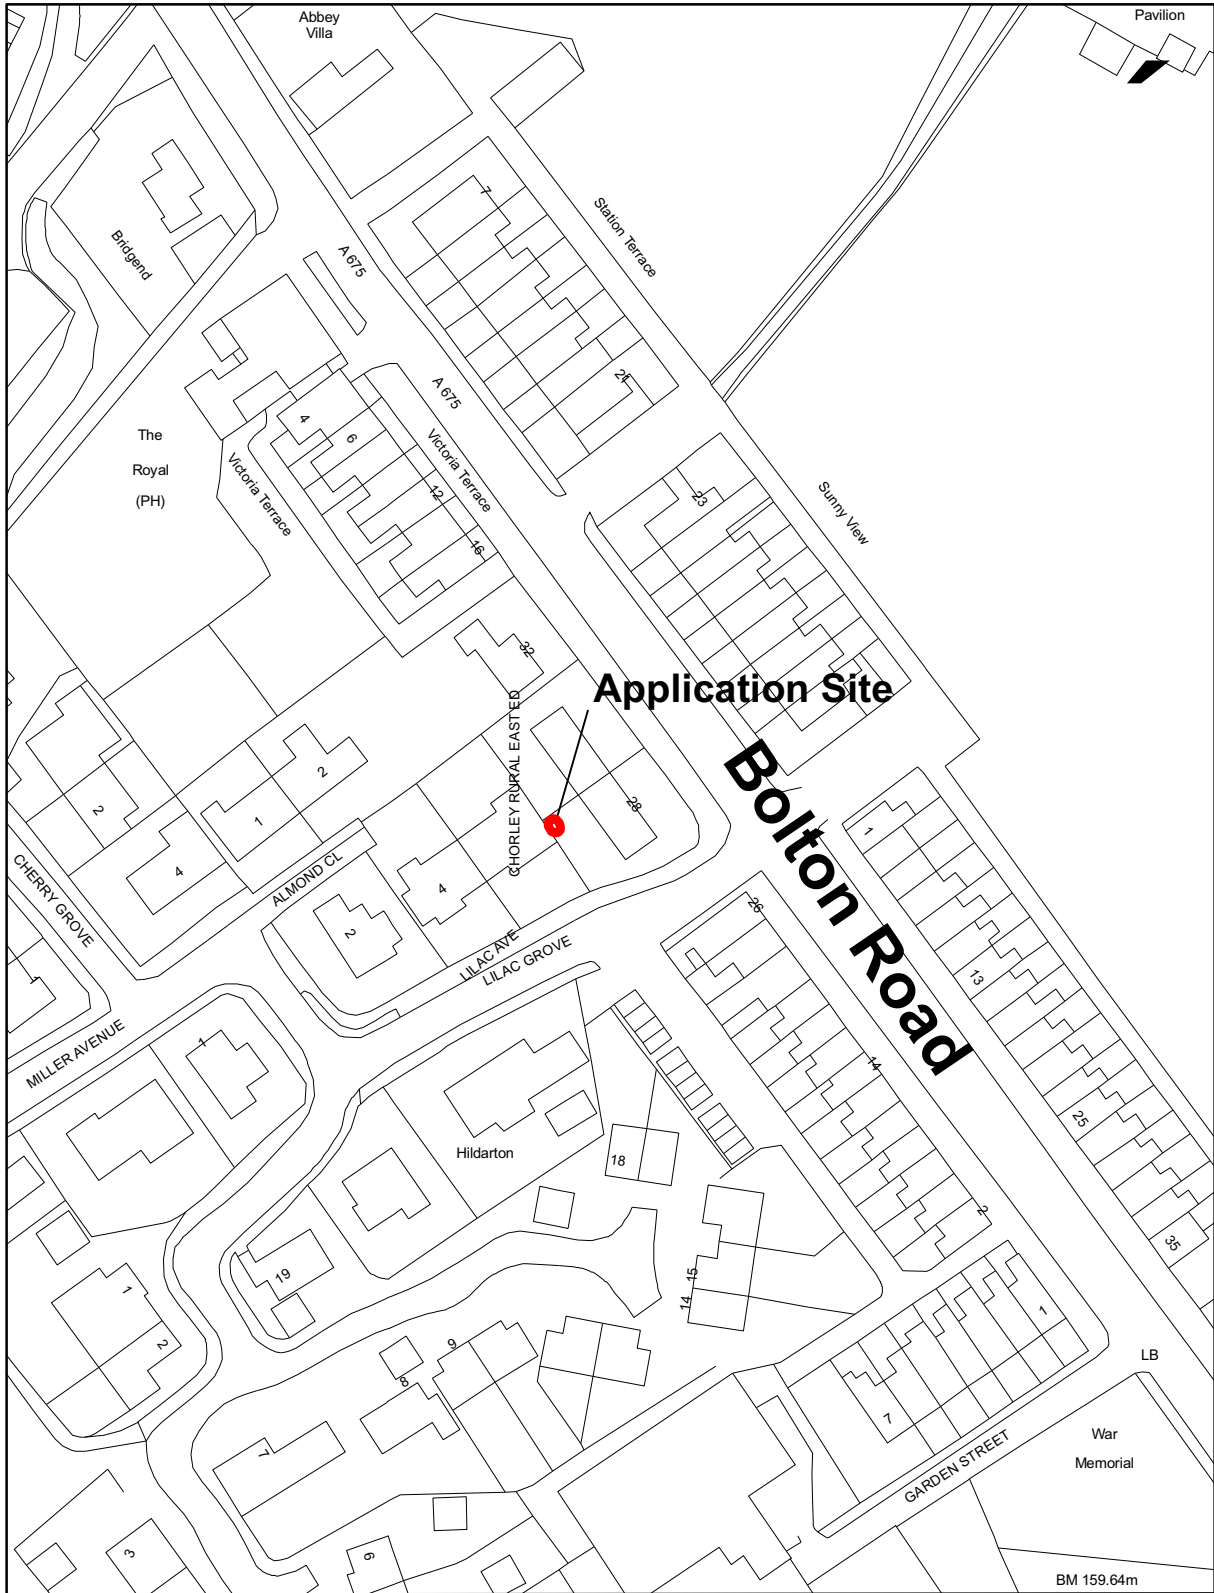 Abbey
Villa
Pavilion
7
Station Terrace
Bridgend
A 675
21
A 675
The
Royal
(PH)
4
6
Victoria Terrace
Victoria Terrace
12
16
23
Sunny View
32
Application Site
CHORLEY RURAL EAST ED
Bolton Road
2
2
1
28
1
4
ALMOND CL
CHERRY GROVE
4
2
26
LILAC AVE
LILAC GROVE
13
1
MILLER AVENUE
1
14
25
Hildarton
18
2
35
19
15
14
1
2
1
9
8
LB
7
7
GARDEN STREET
War
Memorial
3
6
BM 159.64m